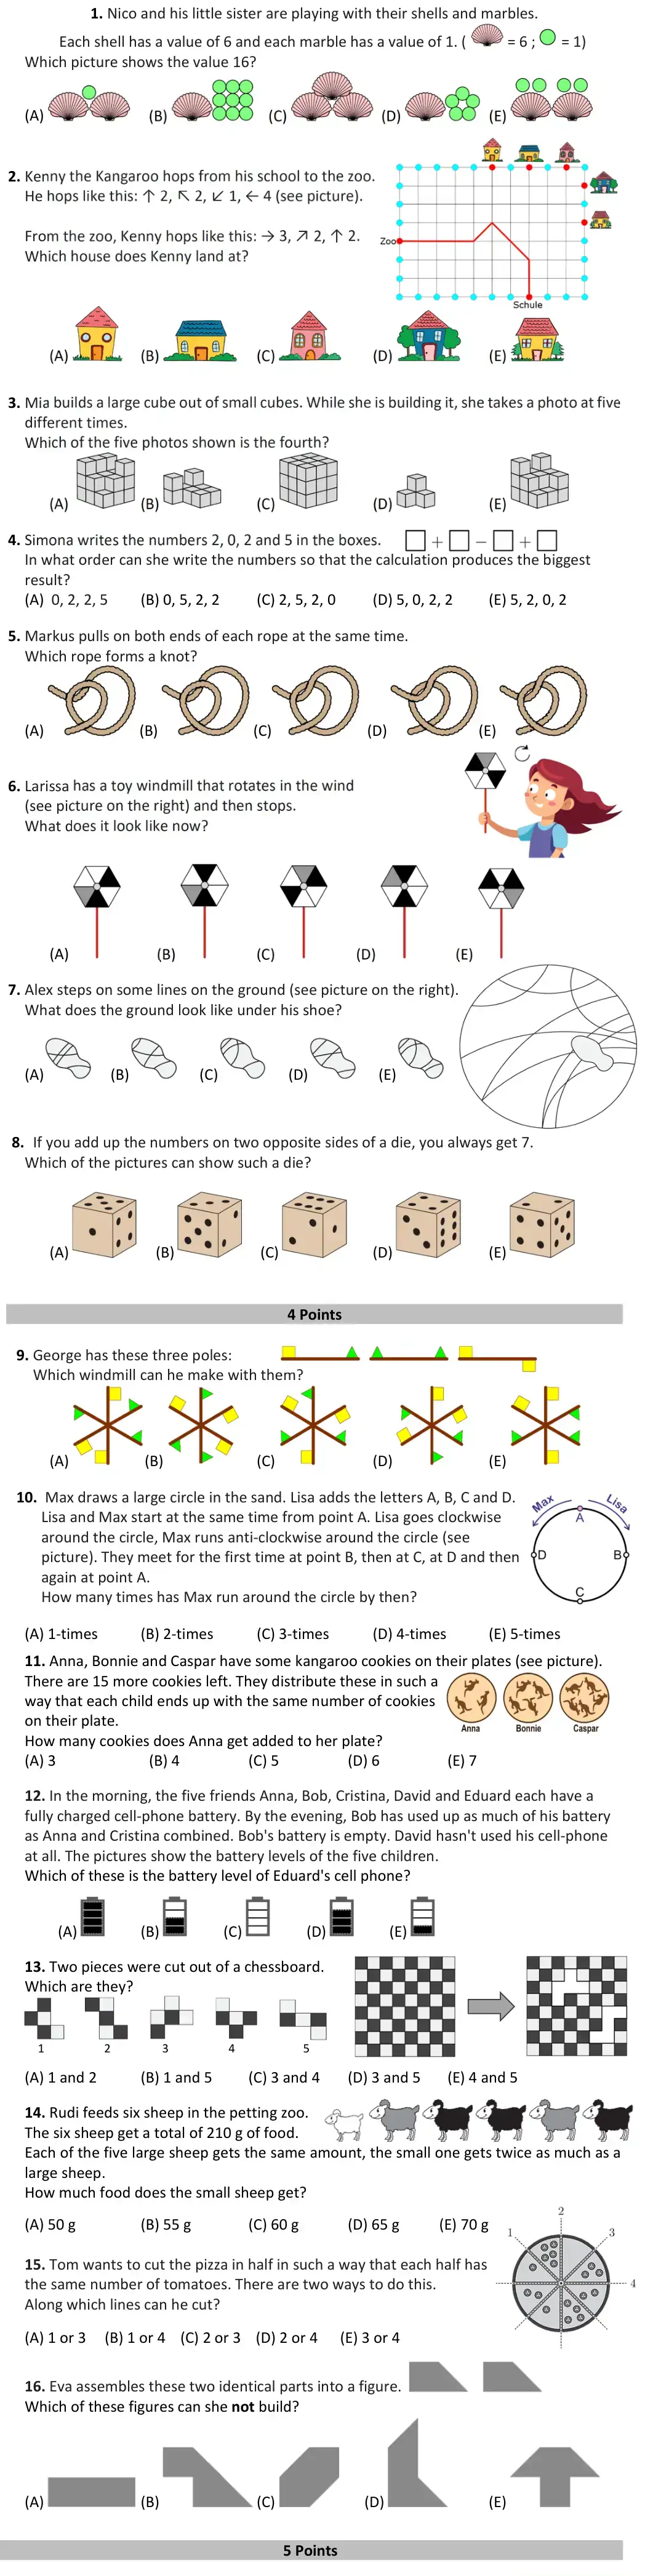 1. Nico and his little sister are playing with their shells and marbles.
Each shell has a value of 6 and each marble has a value of 1. ( = 6 ; = 1)
Which picture shows the value 16?
(A) (B) (C) (D) (E)
2. Kenny the Kangaroo hops from his school to the zoo.
He hops like this: ↑ 2, ↖ 2, ↙ 1, ← 4 (see picture).
From the zoo, Kenny hops like this: → 3, ↗ 2, ↑ 2.
Which house does Kenny land at?
Zoo
Schule
(A) (B) (C) (D) (E)
3. Mia builds a large cube out of small cubes. While she is building it, she takes a photo at five
different times.
Which of the five photos shown is the fourth?
(A) (B) (C) (D) (E)
4. Simona writes the numbers 2, 0, 2 and 5 in the boxes. □ + □ − □ + □
In what order can she write the numbers so that the calculation produces the biggest
result?
(A) 0, 2, 2, 5 (B) 0, 5, 2, 2 (C) 2, 5, 2, 0 (D) 5, 0, 2, 2 (E) 5, 2, 0, 2
5. Markus pulls on both ends of each rope at the same time.
Which rope forms a knot?
(A) (B) (C) (D) (E)
6. Larissa has a toy windmill that rotates in the wind
(see picture on the right) and then stops.
What does it look like now?
(A) (B) (C) (D) (E)
7. Alex steps on some lines on the ground (see picture on the right).
What does the ground look like under his shoe?
(A) (B) (C) (D) (E)
8. If you add up the numbers on two opposite sides of a die, you always get 7.
Which of the pictures can show such a die?
(A) (B) (C) (D) (E)
4 Points
9. George has these three poles:
Which windmill can he make with them?
(A) (B) (C) (D) (E)
10. Max draws a large circle in the sand. Lisa adds the letters A, B, C and D.
Lisa and Max start at the same time from point A. Lisa goes clockwise
around the circle, Max runs anti-clockwise around the circle (see
picture). They meet for the first time at point B, then at C, at D and then
again at point A.
How many times has Max run around the circle by then?
Max Lisa
A
D B
C
(A) 1-times (B) 2-times (C) 3-times (D) 4-times (E) 5-times
11. Anna, Bonnie and Caspar have some kangaroo cookies on their plates (see picture).
There are 15 more cookies left. They distribute these in such a
way that each child ends up with the same number of cookies
on their plate.
How many cookies does Anna get added to her plate?
Anna Bonnie Caspar
(A) 3 (B) 4 (C) 5 (D) 6 (E) 7
12. In the morning, the five friends Anna, Bob, Cristina, David and Eduard each have a
fully charged cell-phone battery. By the evening, Bob has used up as much of his battery
as Anna and Cristina combined. Bob's battery is empty. David hasn't used his cell-phone
at all. The pictures show the battery levels of the five children.
Which of these is the battery level of Eduard's cell phone?
(A) (B) (C) (D) (E)
13. Two pieces were cut out of a chessboard.
Which are they?
1 2 3 4 5
(A) 1 and 2 (B) 1 and 5 (C) 3 and 4 (D) 3 and 5 (E) 4 and 5
14. Rudi feeds six sheep in the petting zoo.
The six sheep get a total of 210 g of food.
Each of the five large sheep gets the same amount, the small one gets twice as much as a
large sheep.
How much food does the small sheep get?
(A) 50 g (B) 55 g (C) 60 g (D) 65 g (E) 70 g
15. Tom wants to cut the pizza in half in such a way that each half has
the same number of tomatoes. There are two ways to do this.
Along which lines can he cut?
1 2 3 4
(A) 1 or 3 (B) 1 or 4 (C) 2 or 3 (D) 2 or 4 (E) 3 or 4
16. Eva assembles these two identical parts into a figure.
Which of these figures can she not build?
(A) (B) (C) (D) (E)
5 Points